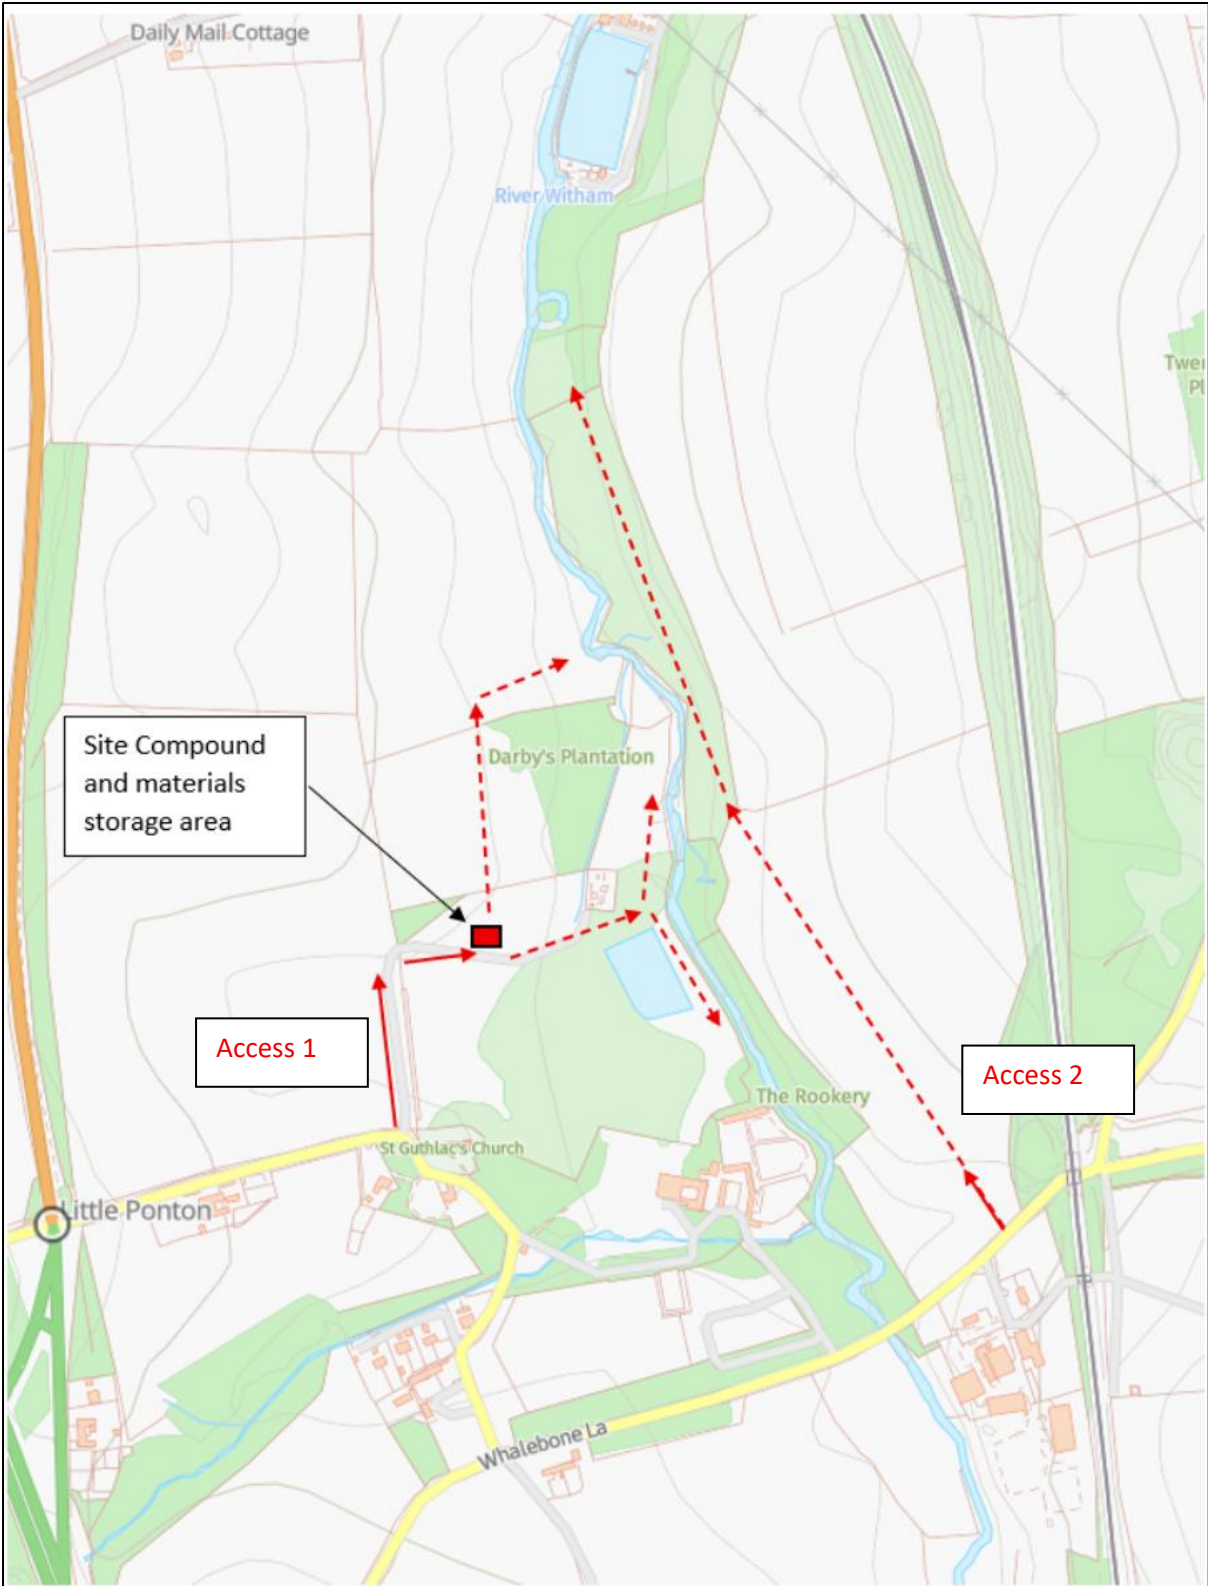 Daily Mail Cottage
River Witham
Twe
Pl
Site Compound
and materials
storage area
Darby's Plantation
Access 1
Access 2
The Rookery
St Guthlac's Church
Little Ponton
Whalebone La